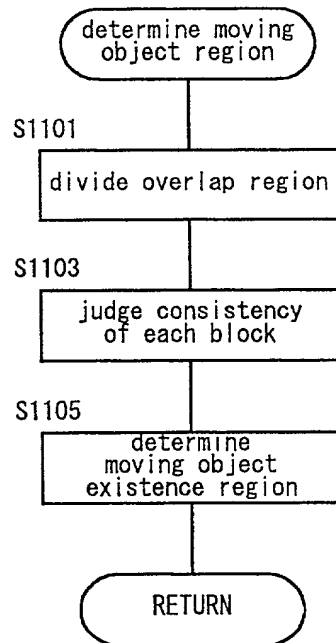 determine moving
object region
S1101
divide overlap region
S1103
judge consistency
of each block
S1105
determine
moving object
existence region
RETURN